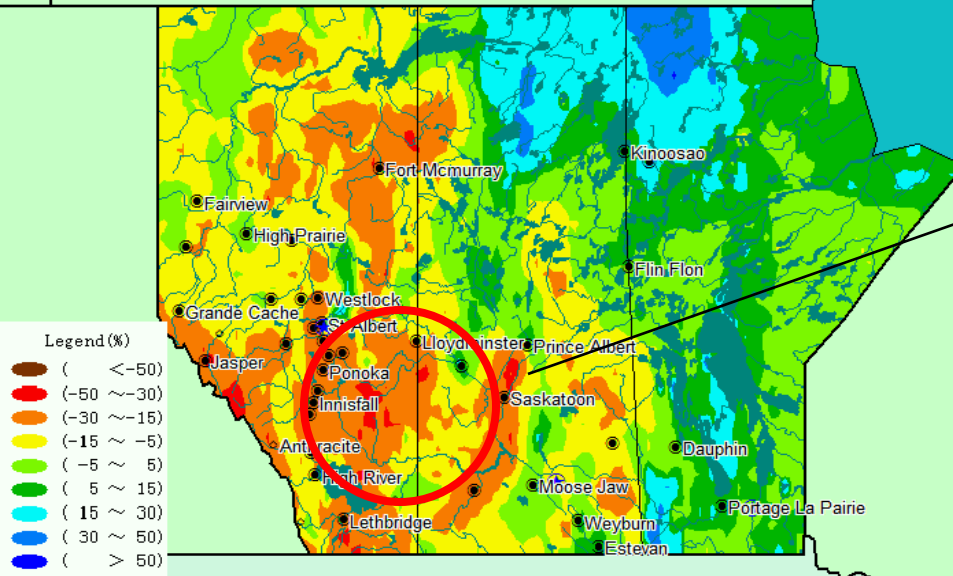 Kinoosao
Fort Mcmurray
Fairview
High Prairie
Flin Flon
Westlock
Grande Cache
St Albert
Lloydminster
Prince Albert
Jasper
Ponoka
Saskatoon
Innisfall
Anthracite
Dauphin
High River
Moose Jaw
Portage La Pairie
Lethbridge
Weyburn
Estevan
Legend(%)
( <-50)
(-50 ~ -30)
(-30 ~ -15)
(-15 ~ -5)
( -5 ~ 5)
( 5 ~ 15)
( 15 ~ 30)
( 30 ~ 50)
( > 50)